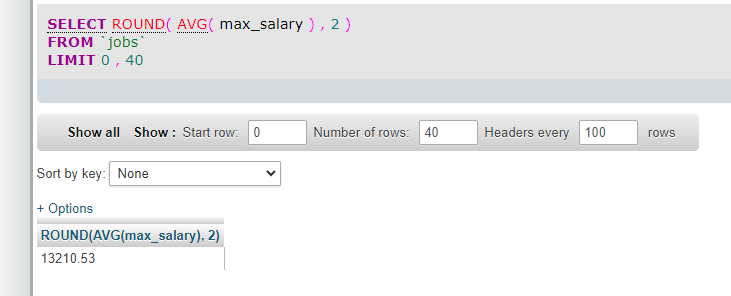 SELECT ROUND( AVG( max_salary ) , 2 )
FROM `jobs`
LIMIT 0 , 40
Show all Show : Start row: 0 Number of rows: 40 Headers every 100 rows
Sort by key: None
+ Options
ROUND(AVG(max_salary), 2)
13210.53